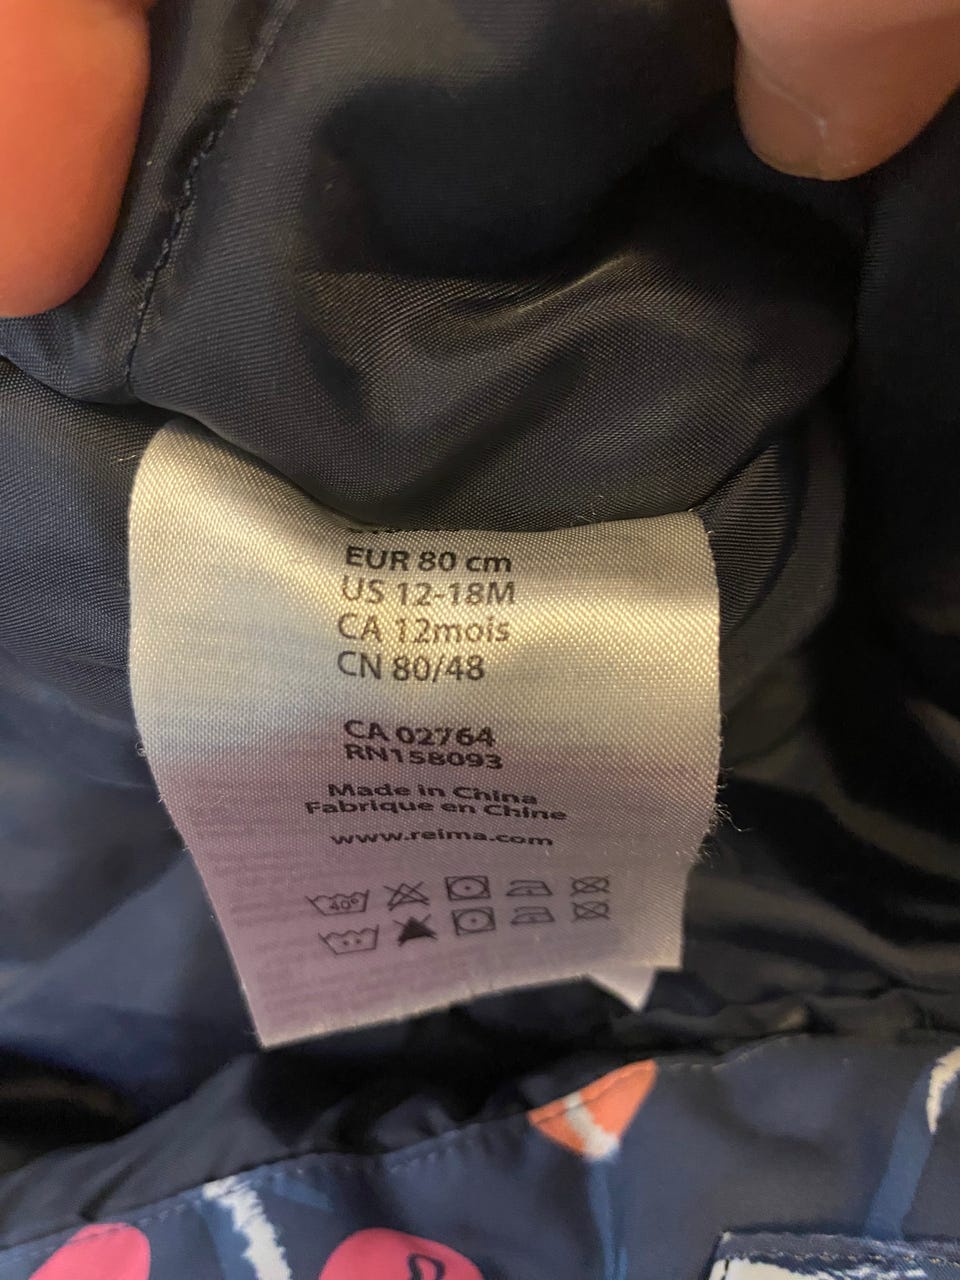 EUR 80 cm
US 12-18M
CA 12mois
CN 80/48
CA 02764
RN158093
Made in China
Fabrique en Chine
www.reima.com
40°